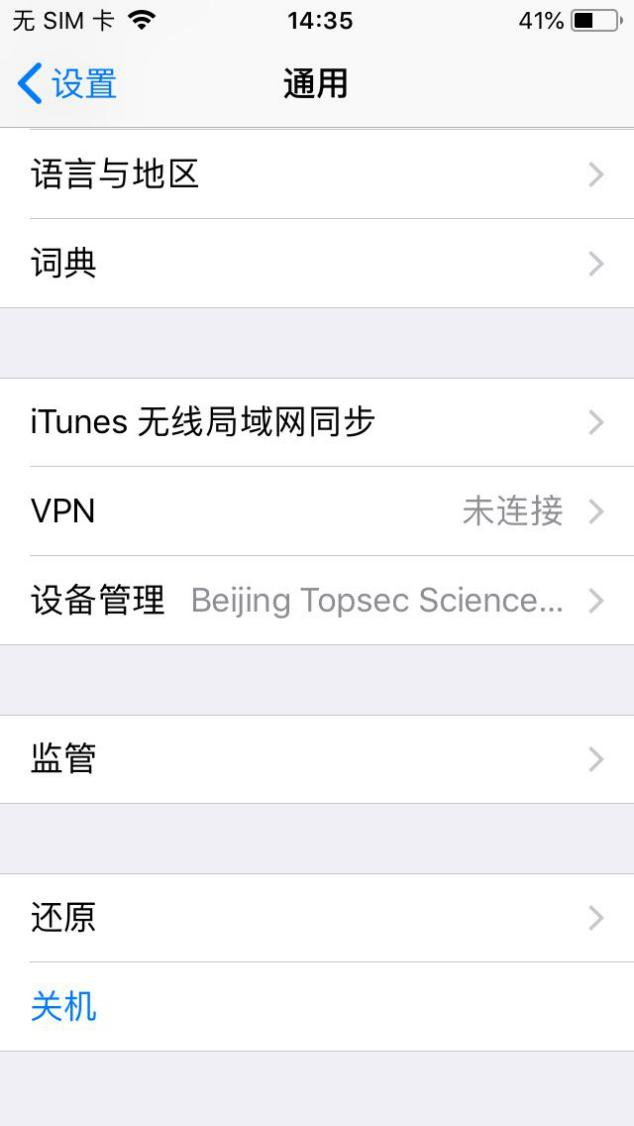 无 SIM 卡 14:35 41%
设置 通用
语言与地区
词典
iTunes 无线局域网同步
VPN 未连接
设备管理 Beijing Topsec Science...
监管
还原
关机